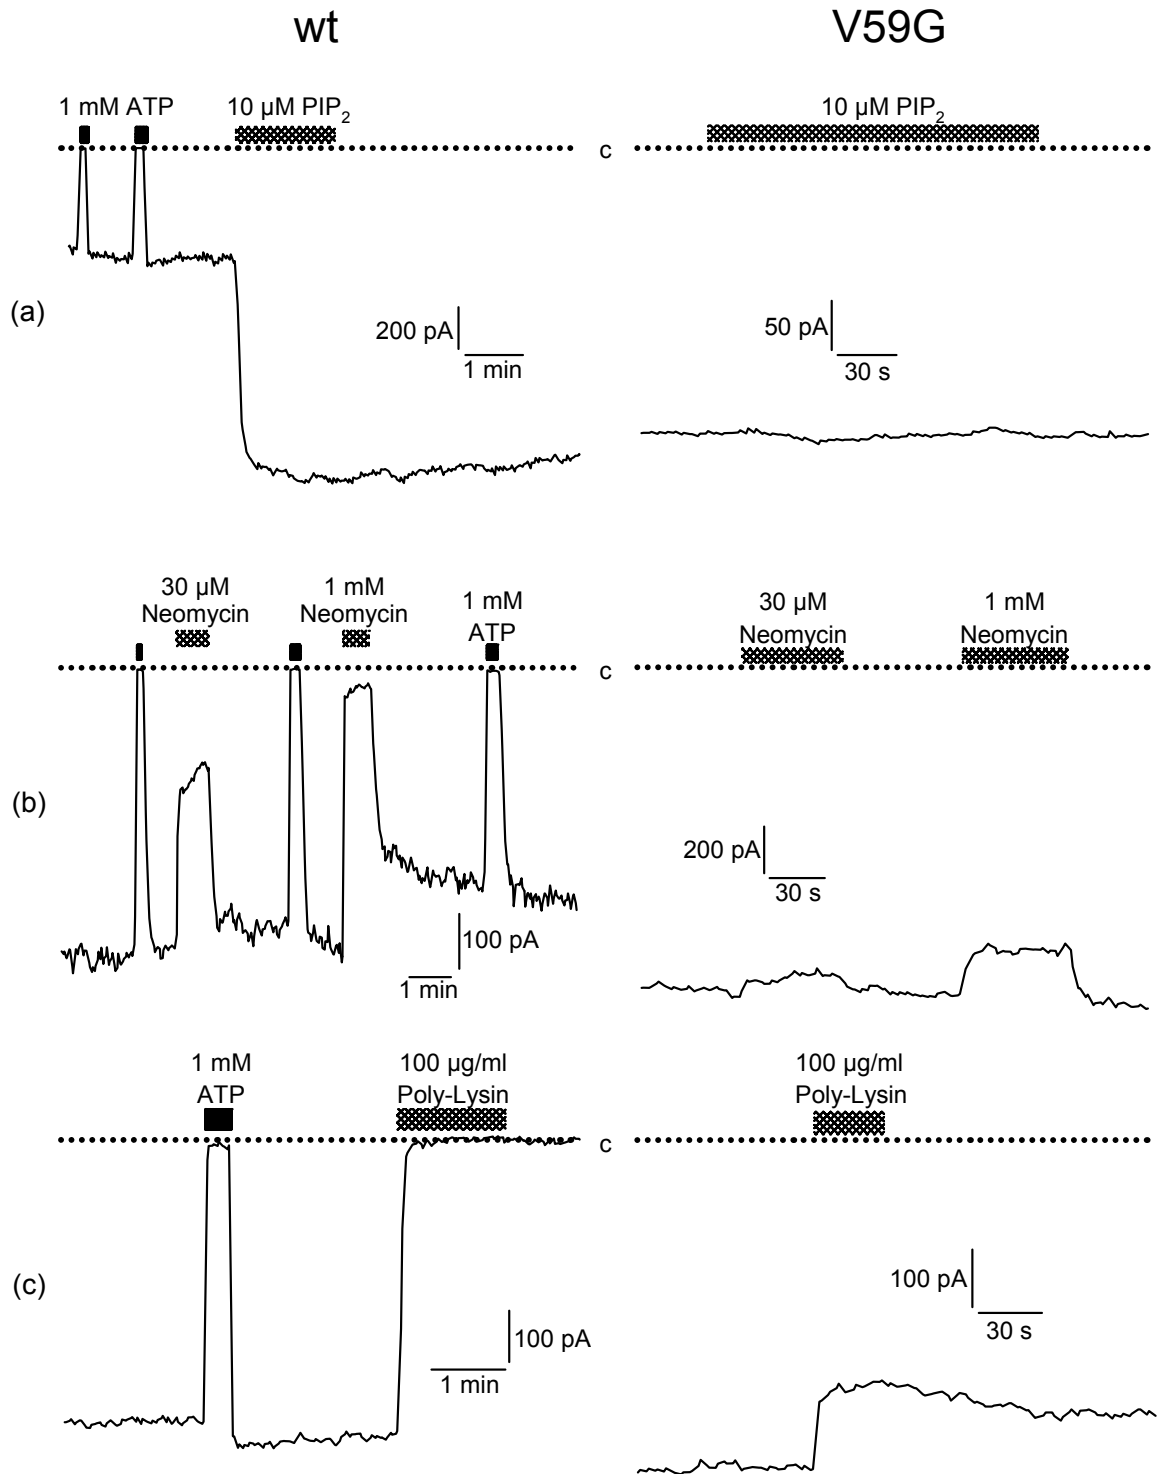 wt
V59G
1 mM ATP
10 µM PIP2
10 µM PIP2
c
(a)
200 pA
1 min
50 pA
30 s
30 µM
Neomycin
1 mM
Neomycin
1 mM
ATP
30 µM
Neomycin
1 mM
Neomycin
c
(b)
100 pA
1 min
200 pA
30 s
1 mM
ATP
100 µg/ml
Poly-Lysin
100 µg/ml
Poly-Lysin
c
(c)
100 pA
1 min
100 pA
30 s